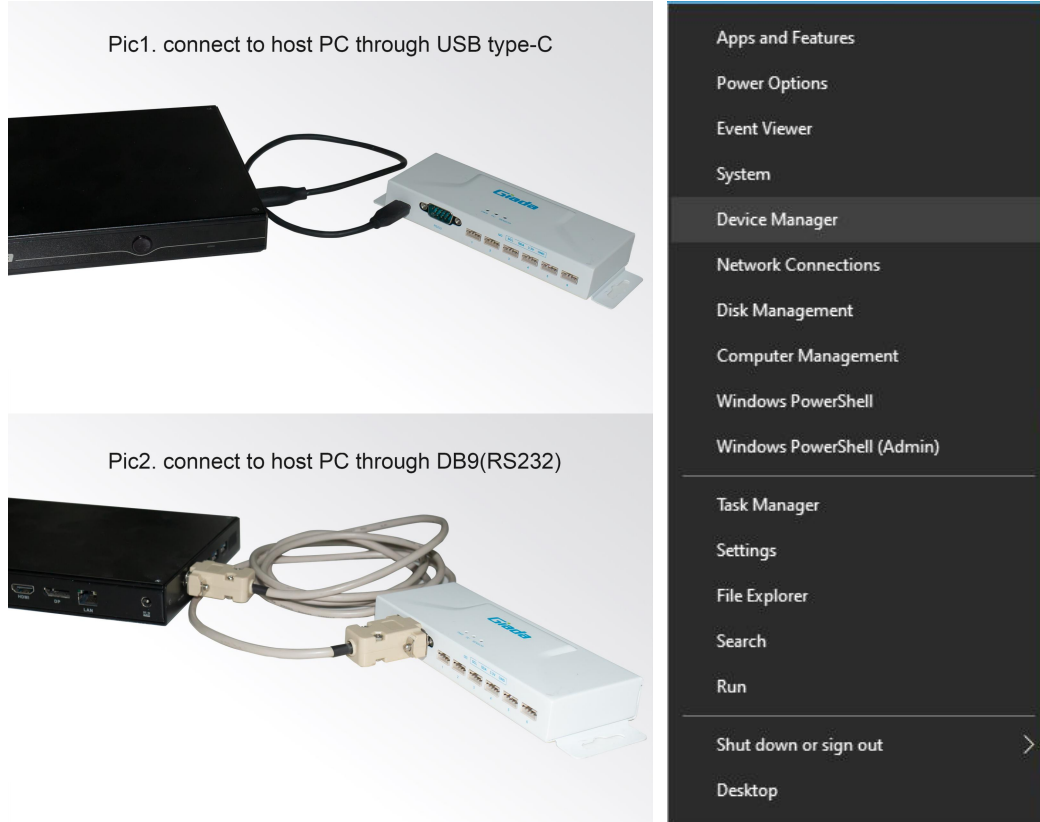 Pic1. connect to host PC through USB type-C
Giada
Pic2. connect to host PC through DB9(RS232)
HDMI
DP
LAN
Giada
Apps and Features
Power Options
Event Viewer
System
Device Manager
Network Connections
Disk Management
Computer Management
Windows PowerShell
Windows PowerShell (Admin)
Task Manager
Settings
File Explorer
Search
Run
Shut down or sign out
Desktop